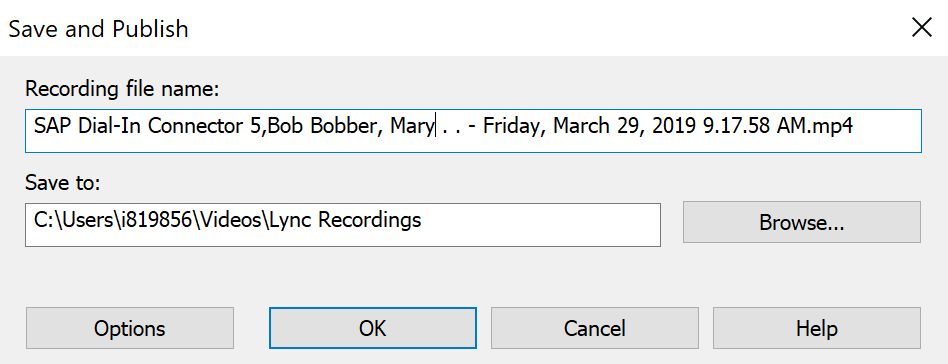 Save and Publish
Recording file name:
SAP Dial-In Connector 5,Bob Bobber, Mary . . - Friday, March 29, 2019 9.17.58 AM.mp4
Save to:
C:\Users\i819856\Videos\Lync Recordings
Browse...
Options
OK
Cancel
Help